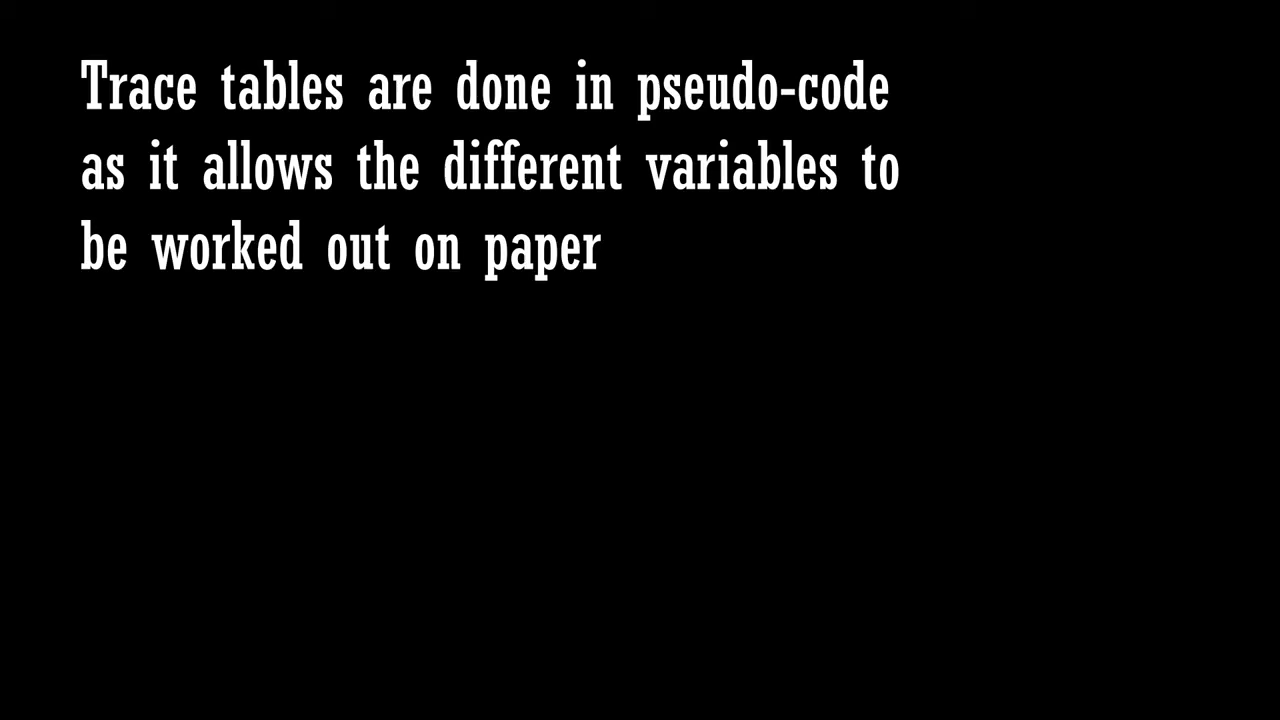 Trace tables are done in pseudo-code
as it allows the different variables to
be worked out on paper